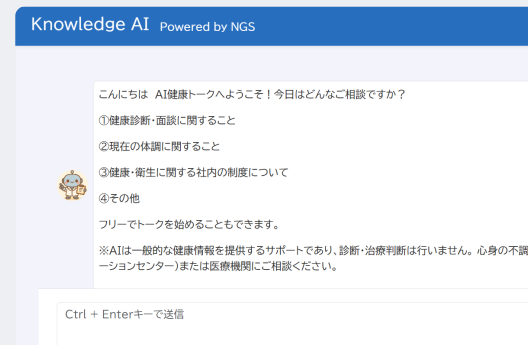 Knowledge AI Powered by NGS
こんにちは　AI健康トークへようこそ！今日はどんなご相談ですか？
①健康診断・面談に関すること
②現在の体調に関すること
③健康・衛生に関する社内の制度について
④その他
フリーでトークを始めることもできます。
※AIは一般的な健康情報を提供するサポートであり、診断・治療判断は行いません。心身の不調
ーションセンター）または医療機関にご相談ください。
Ctrl + Enterキーで送信